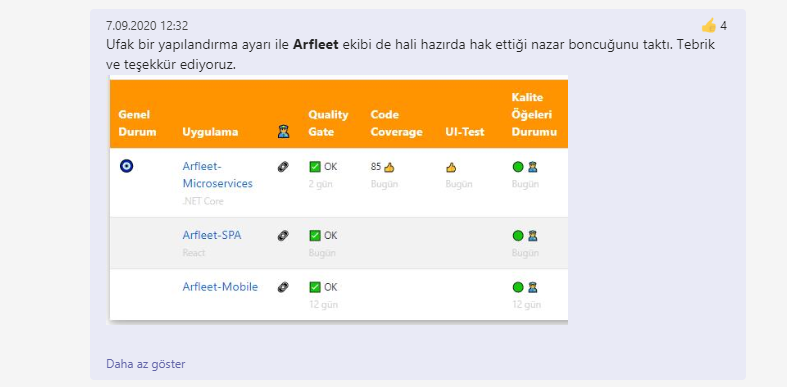 7.09.2020 12:32
4
Ufak bir yapılandırma ayarı ile Arfleet ekibi de hali hazırda hak ettiği nazar boncuğunu taktı. Tebrik
ve teşekkür ediyoruz.
Genel Durum Uygulama Quality Gate Code Coverage UI-Test Kalite Öğeleri Durumu
Arfleet-Microservices OK 85
.NET Core 2 gün Bugün Bugün Bugün
Arfleet-SPA OK
React Bugün Bugün
Arfleet-Mobile OK
12 gün 12 gün
Daha az göster